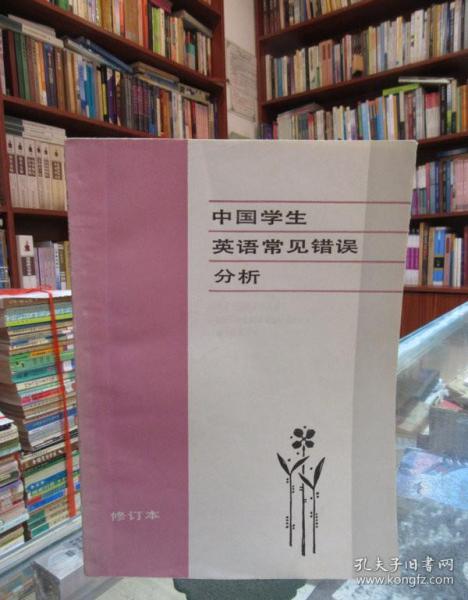 中国学生
英语常见错误
分析
修订本
孔夫子旧书网
www.kongfz.com